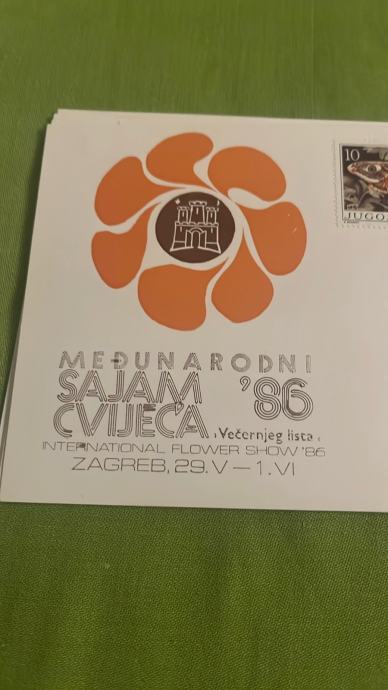 10
JUGO
MEĐUNARODNI
SAJAM '86
CVIJEĆA „Večernjeg lista“
INTERNATIONAL FLOWER SHOW '86
ZAGREB, 29. V — 1. VI